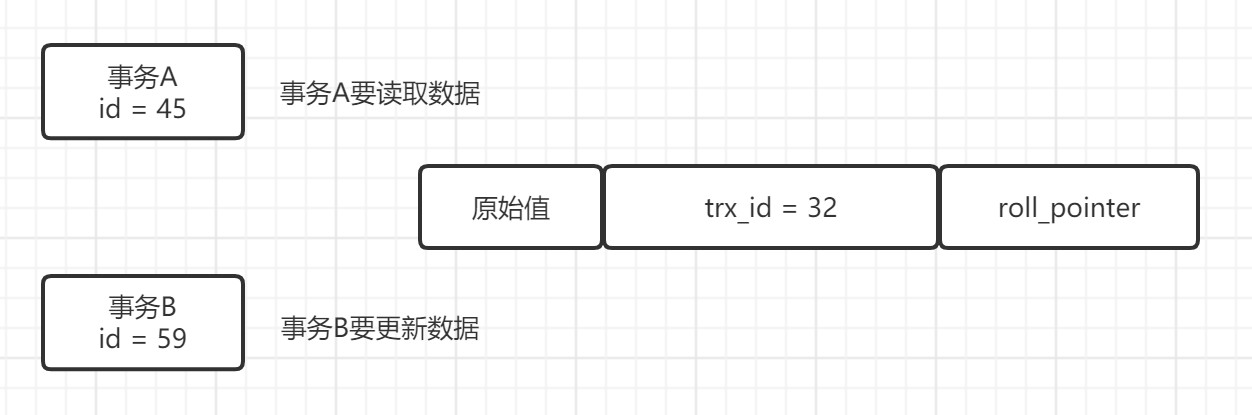 事务A
id = 45
事务A要读取数据
原始值
trx_id = 32
roll_pointer
事务B
id = 59
事务B要更新数据